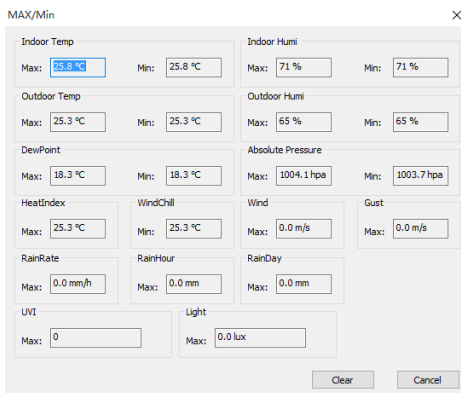 MAX/Min
Indoor Temp Indoor Humi
Max: 25.8 ℃ Min: 25.8 ℃ Max: 71 % Min: 71 %
Outdoor Temp Outdoor Humi
Max: 25.3 ℃ Min: 25.3 ℃ Max: 65 % Min: 65 %
DewPoint Absolute Pressure
Max: 18.3 ℃ Min: 18.3 ℃ Max: 1004.1 hpa Min: 1003.7 hpa
HeatIndex WindChill Wind Gust
Max: 25.3 ℃ Min: 25.3 ℃ Max: 0.0 m/s Max: 0.0 m/s
RainRate RainHour RainDay
Max: 0.0 mm/h Max: 0.0 mm Max: 0.0 mm
UVI Light
Max: 0 Max: 0.0 lux
Clear Cancel